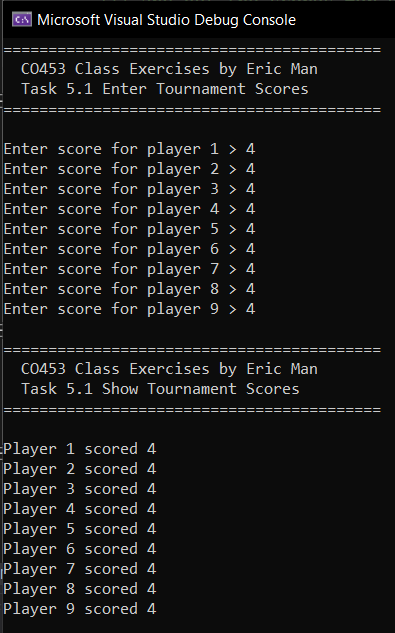 Microsoft Visual Studio Debug Console
==========================================
CO453 Class Exercises by Eric Man
Task 5.1 Enter Tournament Scores
==========================================
Enter score for player 1 > 4
Enter score for player 2 > 4
Enter score for player 3 > 4
Enter score for player 4 > 4
Enter score for player 5 > 4
Enter score for player 6 > 4
Enter score for player 7 > 4
Enter score for player 8 > 4
Enter score for player 9 > 4
==========================================
CO453 Class Exercises by Eric Man
Task 5.1 Show Tournament Scores
==========================================
Player 1 scored 4
Player 2 scored 4
Player 3 scored 4
Player 4 scored 4
Player 5 scored 4
Player 6 scored 4
Player 7 scored 4
Player 8 scored 4
Player 9 scored 4